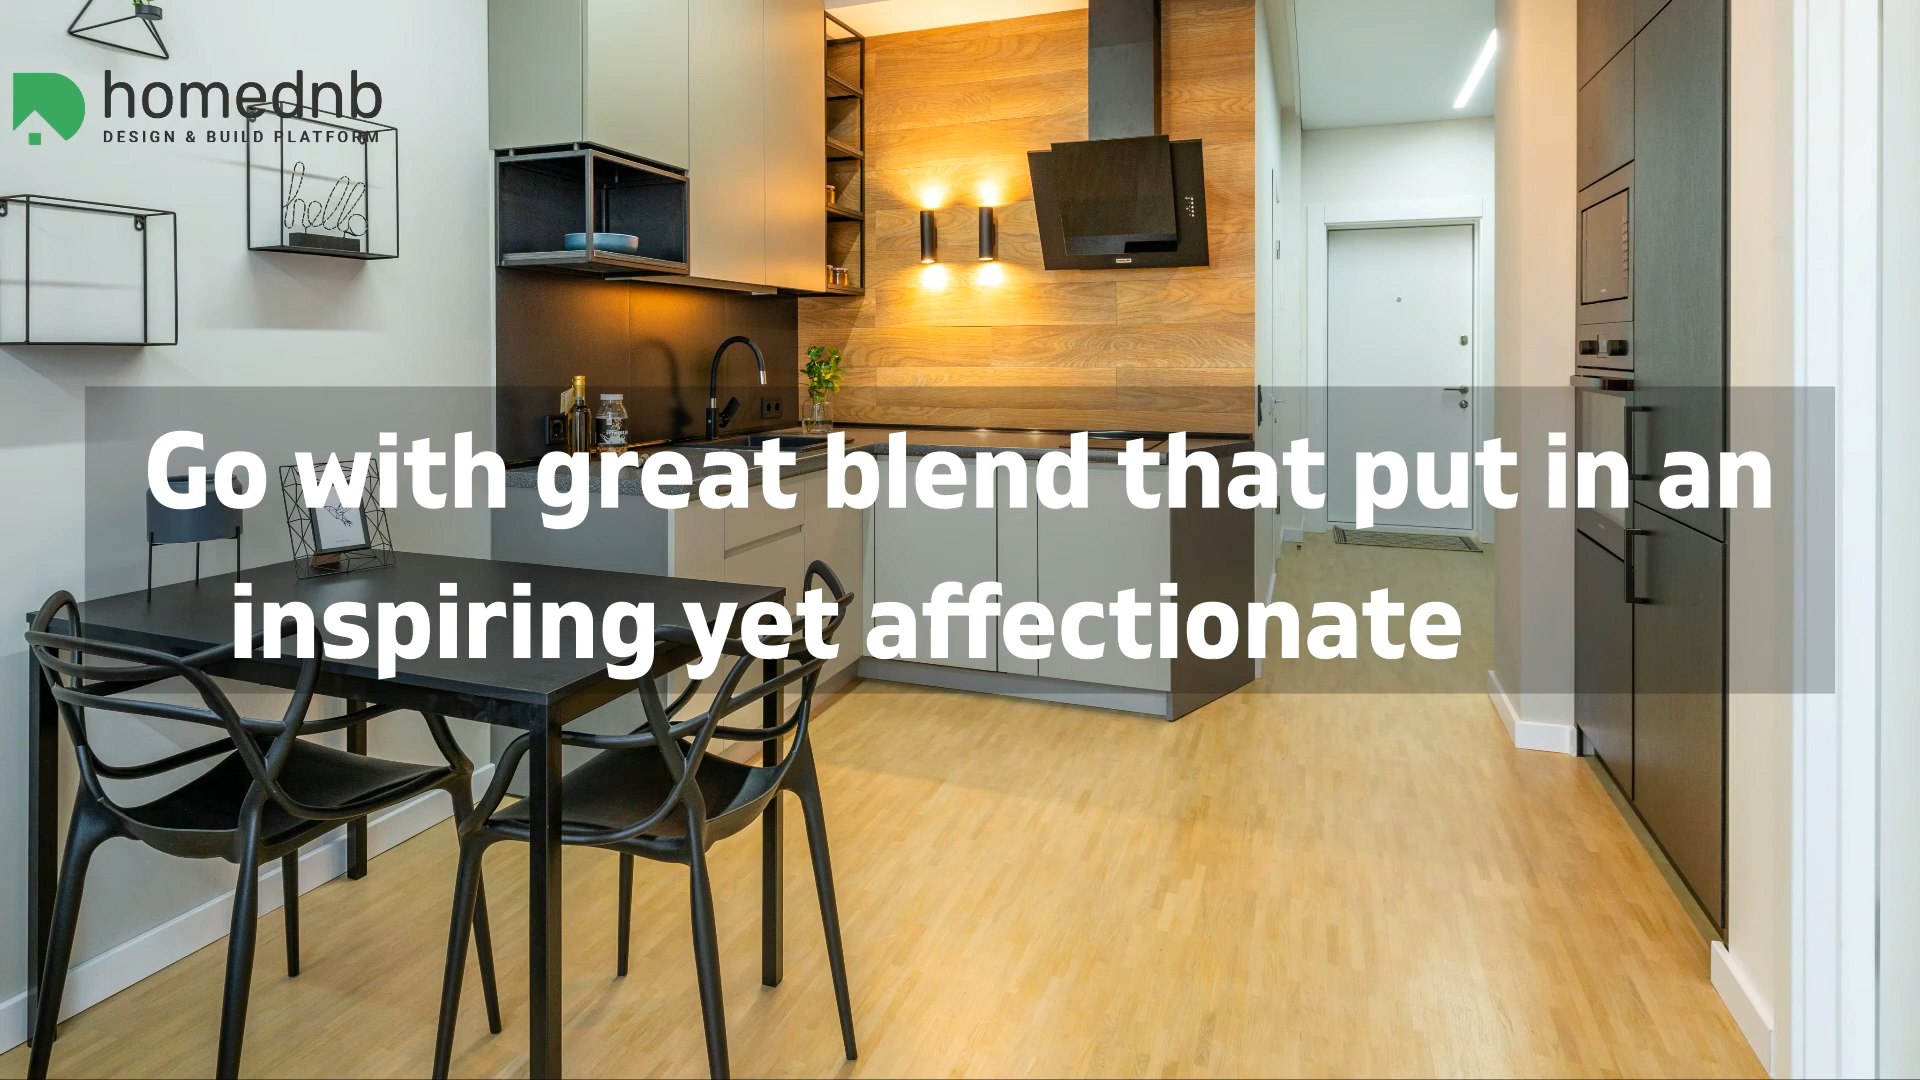 homednb
DESIGN & BUILD PLATFORM
hello
Go with great blend that put in an
inspiring yet affectionate